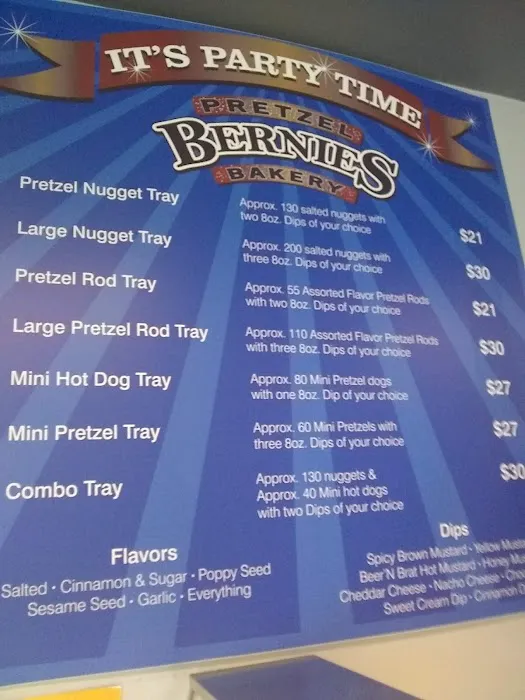 IT'S PARTY TIME
PRETZEL
BERNIE'S
BAKERY
Pretzel Nugget Tray
Approx. 130 salted nuggets with
two 8oz. Dips of your choice
$21
Large Nugget Tray
Approx. 200 salted nuggets with
three 8oz. Dips of your choice
$30
Pretzel Rod Tray
Approx. 55 Assorted Flavor Pretzel Rods
with two 8oz. Dips of your choice
$21
Large Pretzel Rod Tray
Approx. 110 Assorted Flavor Pretzel Rods
with three 8oz. Dips of your choice
$30
Mini Hot Dog Tray
Approx. 80 Mini Pretzel dogs
with one 8oz. Dip of your choice
$27
Mini Pretzel Tray
Approx. 60 Mini Pretzels with
three 8oz. Dips of your choice
$27
Combo Tray
Approx. 130 nuggets &
Approx. 40 Mini hot dogs
with two Dips of your choice
$30
Flavors
Salted • Cinnamon & Sugar • Poppy Seed
Sesame Seed • Garlic • Everything
Dips
Spicy Brown Mustard • Yellow
Beer'N Brat Hot Mustard • Honey
Cheddar Cheese • Nacho Cheese •
Sweet Cream Dip • Cinnamon